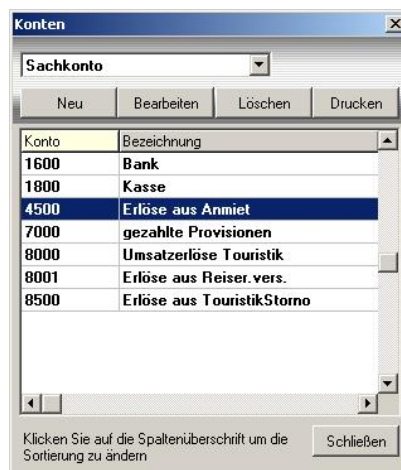 Konten
Sachkonto
Neu Bearbeiten Löschen Drucken
Konto Bezeichnung
1600 Bank
1800 Kasse
4500 Erlöse aus Anmiet
7000 gezahlte Provisionen
8000 Umsatzerlöse Touristik
8001 Erlöse aus Reiser.vers.
8500 Erlöse aus TouristikStorno
Klicken Sie auf die Spaltenüberschrift um die
Sortierung zu ändern
Schließen